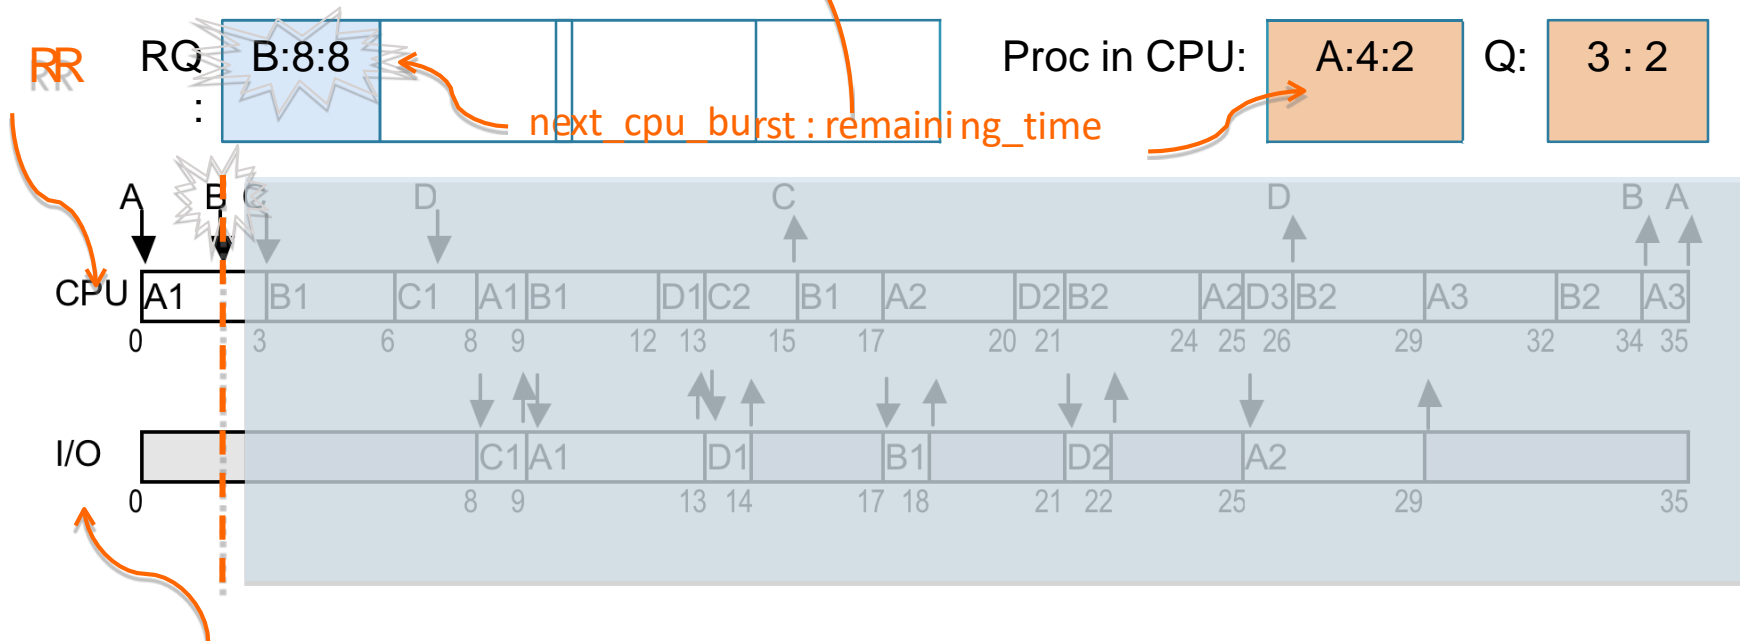 RR RQ : B:8:8 Proc in CPU: A:4:2 Q: 3 : 2
next_cpu_burst : remaining_time
A B C D C D B A
CPU A1 B1 C1 A1 B1 D1 C2 B1 A2 D2 B2 A2 D3 B2 A3 B2 A3
0 3 6 8 9 12 13 15 17 20 21 24 25 26 29 32 34 35
I/O C1 A1 D1 B1 D2 A2
0 8 9 13 14 17 18 21 22 25 29 35